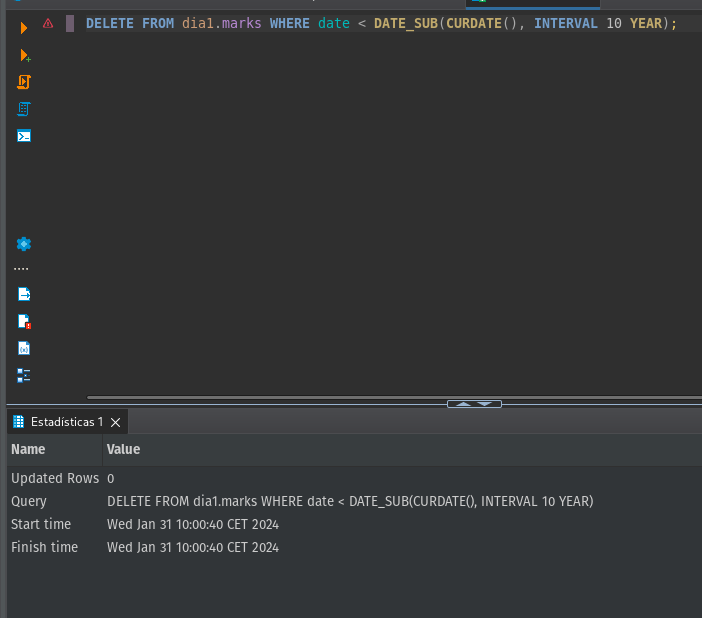 DELETE FROM dia1.marks WHERE date < DATE_SUB(CURDATE(), INTERVAL 10 YEAR);
Estadísticas 1
Name Value
Updated Rows 0
Query DELETE FROM dia1.marks WHERE date < DATE_SUB(CURDATE(), INTERVAL 10 YEAR)
Start time Wed Jan 31 10:00:40 CET 2024
Finish time Wed Jan 31 10:00:40 CET 2024